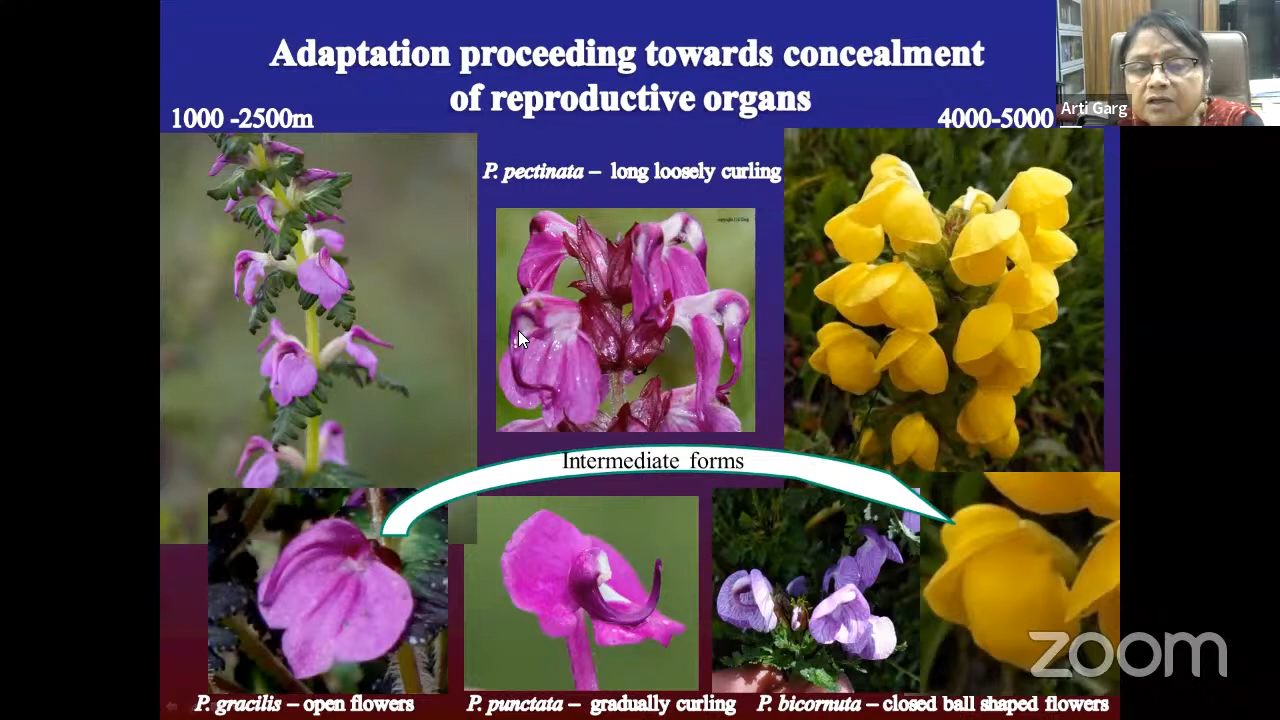 Adaptation proceeding towards concealment
of reproductive organs
Arti Garg
1000 -2500m
4000-5000
P. pectinata – long loosely curling
Intermediate forms
zoom
P. gracilis – open flowers
P. punctata – gradually curling
P. bicornuta – closed ball shaped flowers